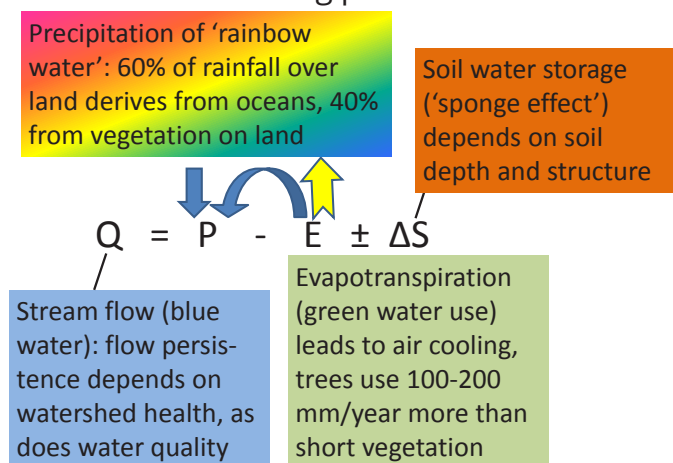 Precipitation of ‘rainbow
water’: 60% of rainfall over
land derives from oceans, 40%
from vegetation on land
Soil water storage
(‘sponge effect’)
depends on soil
depth and structure
Q = P - E ± ΔS
Stream flow (blue
water): flow persis-
tence depends on
watershed health, as
does water quality
Evapotranspiration
(green water use)
leads to air cooling,
trees use 100-200
mm/year more than
short vegetation